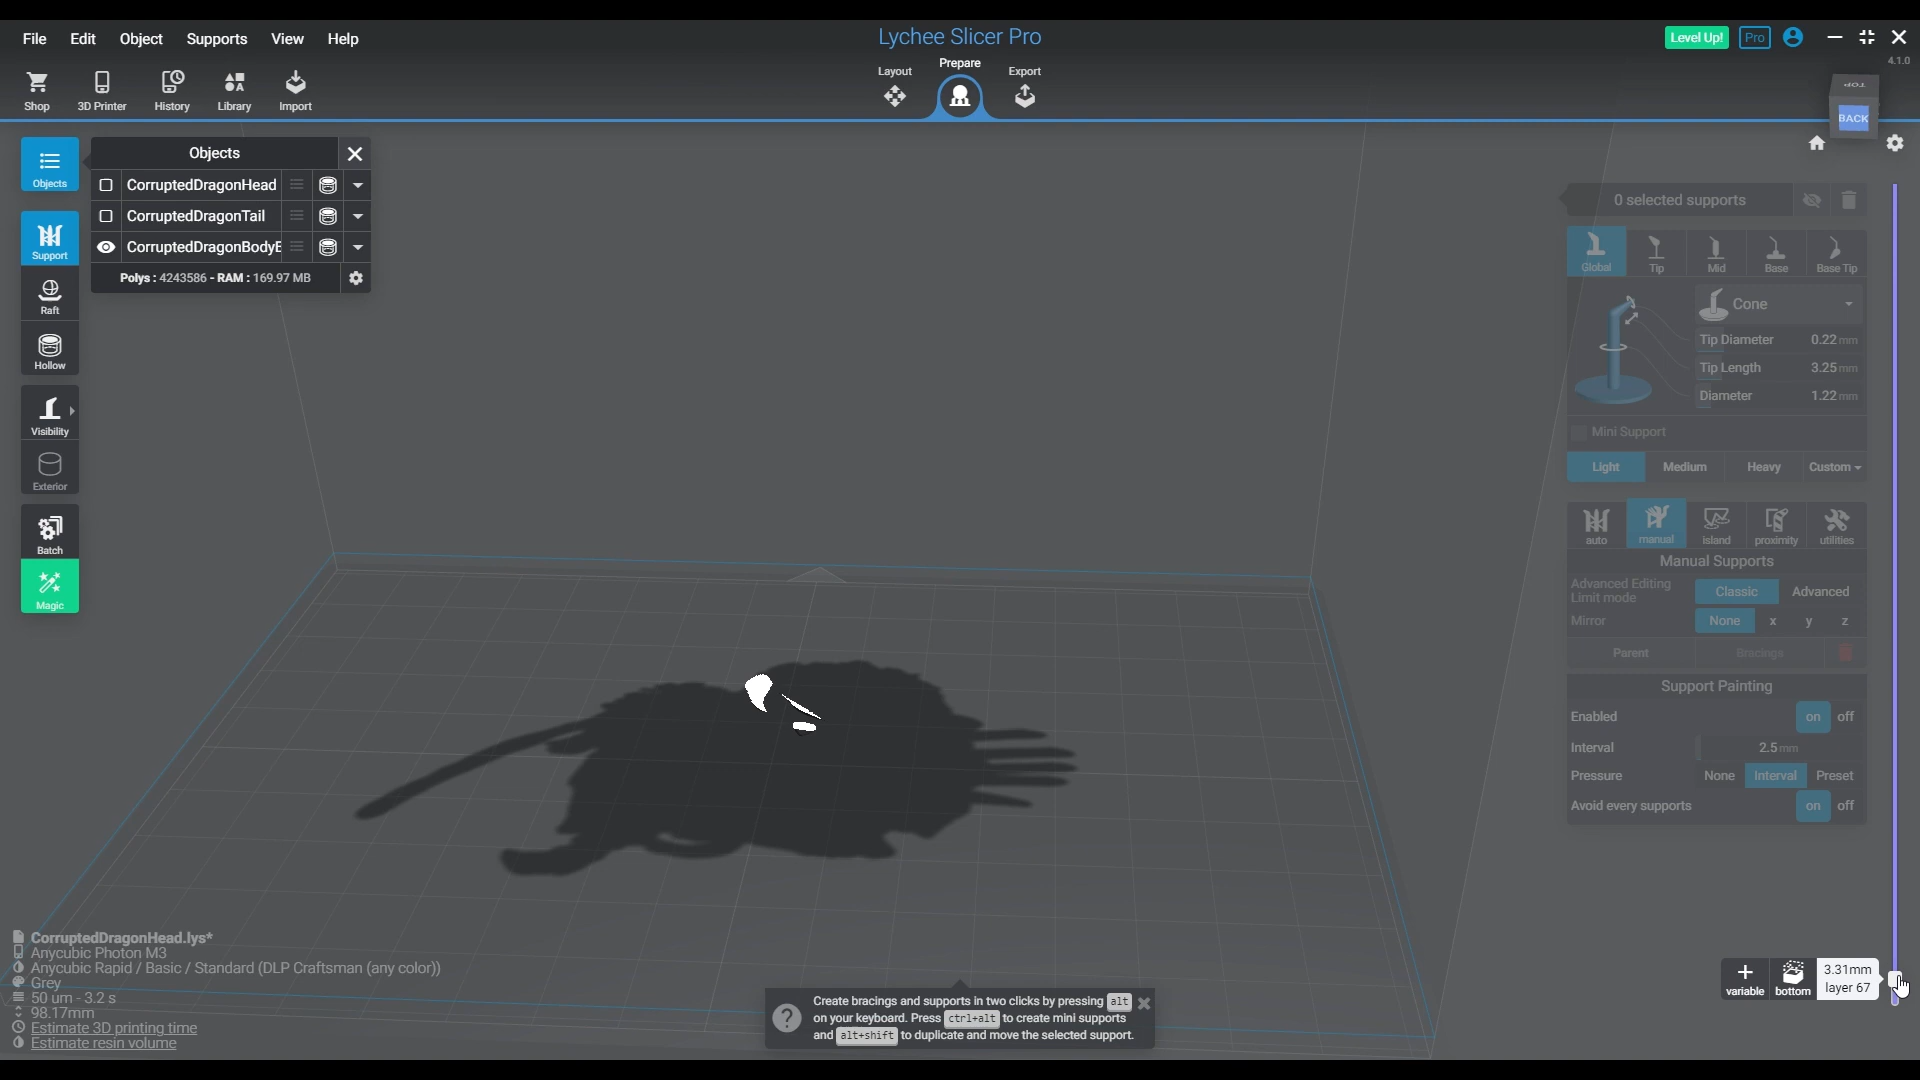 File Edit Object Supports View Help
Lychee Slicer Pro
Level Up! Pro
4.1.0
Shop 3D Printer History Library Import
Layout Prepare Export
TOP
BACK
Objects
Support
Raft
Hollow
Visibility
Exterior
Batch
Magic
Objects
CorruptedDragonHead
CorruptedDragonTail
CorruptedDragonBodyE
Polys : 4243586 - RAM : 169.97 MB
0 selected supports
Global Tip Mid Base Base Tip
Cone
Tip Diameter 0.22 mm
Tip Length 3.25 mm
Diameter 1.22 mm
Mini Support
Light Medium Heavy Custom
auto manual island proximity utilities
Manual Supports
Advanced Editing
Limit mode
Classic Advanced
Mirror None x y z
Parent Bracings
Support Painting
Enabled on off
Interval 2.5 mm
Pressure None Interval Preset
Avoid every supports on off
variable bottom
3.31mm
layer 67
CorruptedDragonHead.lys*
Anycubic Photon M3
Anycubic Rapid / Basic / Standard (DLP Craftsman (any color))
Grey
50 um - 3.2 s
98.17mm
Estimate 3D printing time
Estimate resin volume
? Create bracings and supports in two clicks by pressing alt
on your keyboard. Press ctrl+alt to create mini supports
and alt+shift to duplicate and move the selected support.